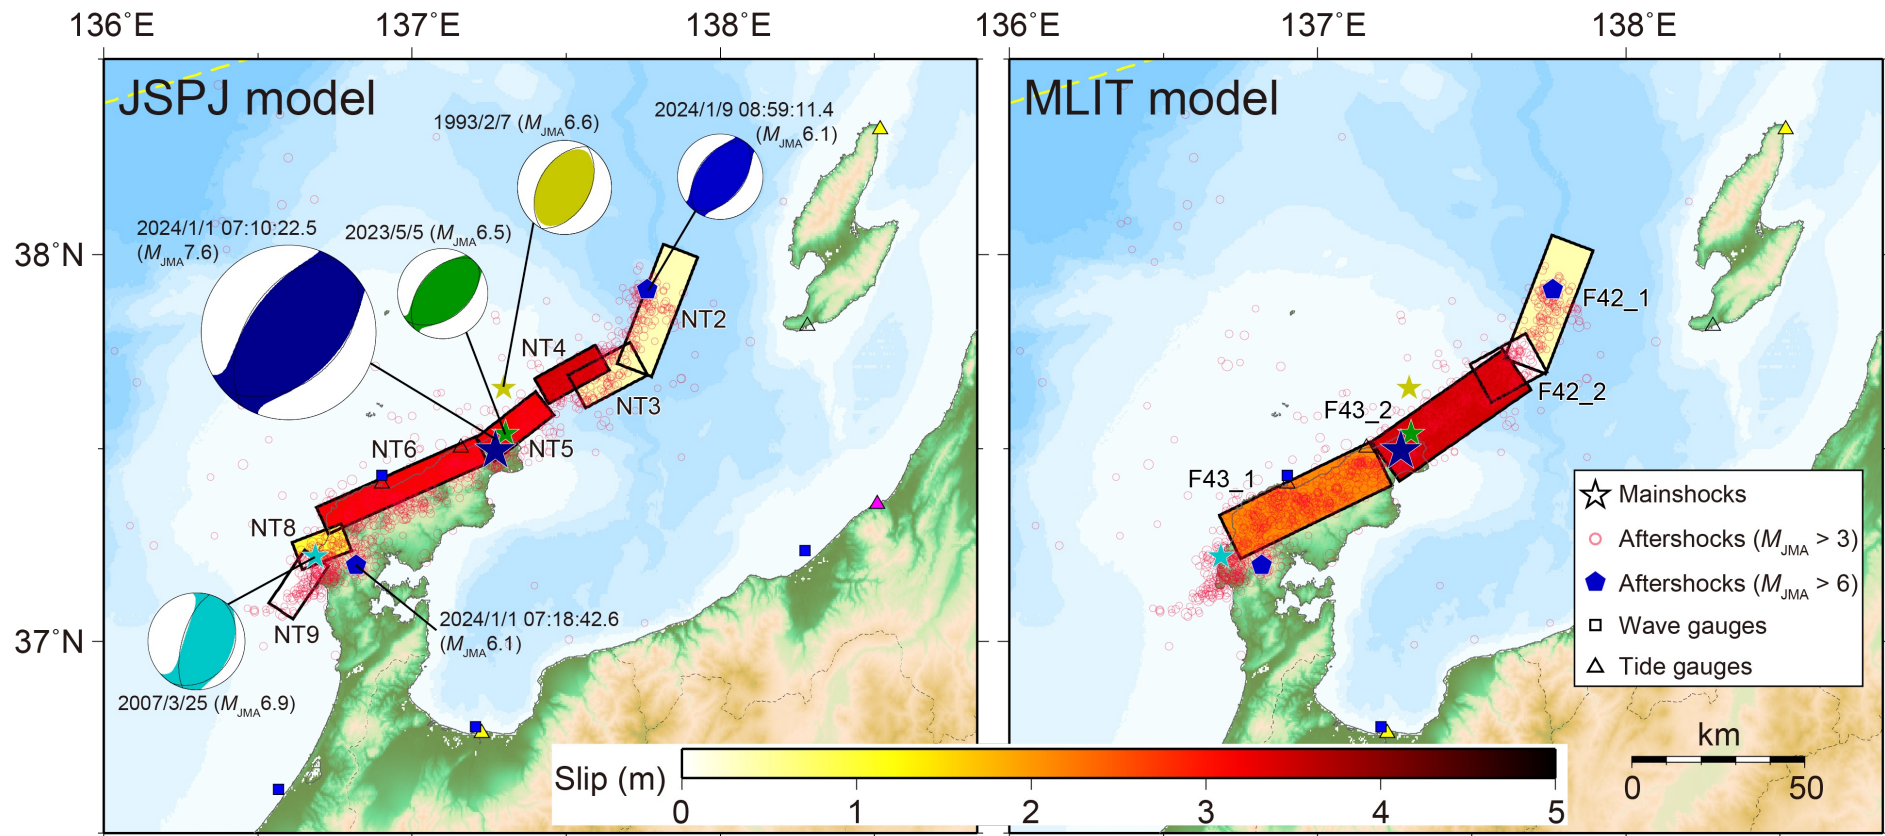 136˚E 137˚E 138˚E 136˚E 137˚E 138˚E
JSPJ model
MLIT model
1993/2/7 (MJMA6.6)
2024/1/9 08:59:11.4
(MJMA6.1)
2024/1/1 07:10:22.5
(MJMA7.6)
2023/5/5 (MJMA6.5)
38˚N
NT2
F42_1
NT4
NT3
F42_2
F43_2
NT6
NT5
F43_1
NT8
Mainshocks
Aftershocks (MJMA > 3)
Aftershocks (MJMA > 6)
Wave gauges
Tide gauges
2024/1/1 07:18:42.6
(MJMA6.1)
NT9
37˚N
2007/3/25 (MJMA6.9)
km
0 50
Slip (m)
0 1 2 3 4 5